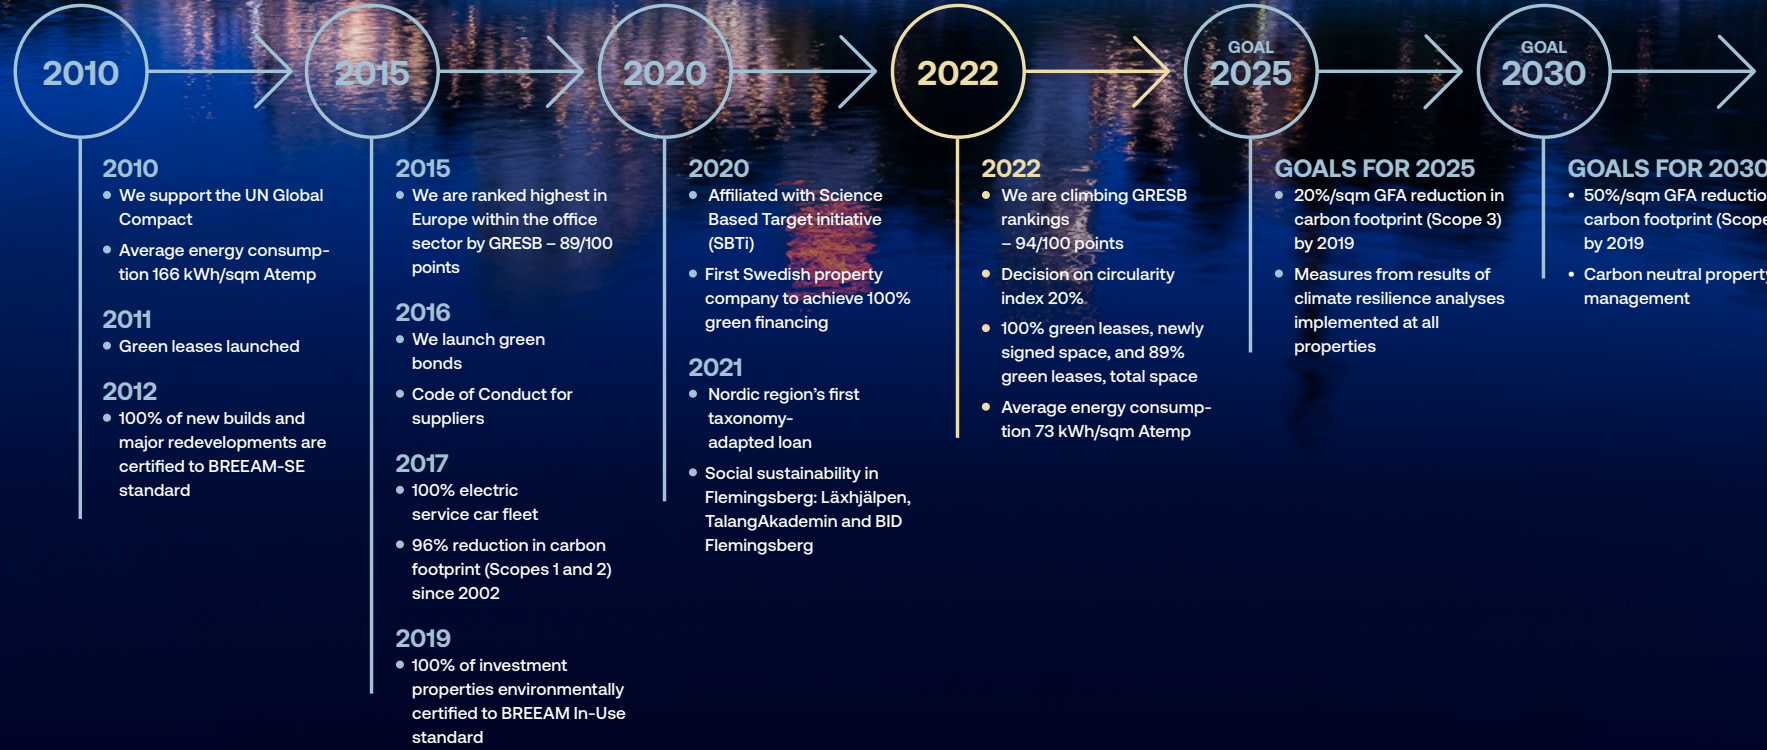 2010
2015
2020
2022
GOAL
2025
GOAL
2030
2010
We support the UN Global
Compact
Average energy consump-
tion 166 kWh/sqm Atemp
2011
Green leases launched
2012
100% of new builds and
major redevelopments are
certified to BREEAM-SE
standard
2015
We are ranked highest in
Europe within the office
sector by GRESB – 89/100
points
2016
We launch green
bonds
Code of Conduct for
suppliers
2017
100% electric
service car fleet
96% reduction in carbon
footprint (Scopes 1 and 2)
since 2002
2019
100% of investment
properties environmentally
certified to BREEAM In-Use
standard
2020
Affiliated with Science
Based Target initiative
(SBTi)
First Swedish property
company to achieve 100%
green financing
2021
Nordic region's first
taxonomy-
adapted loan
Social sustainability in
Flemingsberg: Läxhjälpen,
TalangAkademin and BID
Flemingsberg
2022
We are climbing GRESB
rankings
– 94/100 points
Decision on circularity
index 20%
100% green leases, newly
signed space, and 89%
green leases, total space
Average energy consump-
tion 73 kWh/sqm Atemp
GOALS FOR 2025
20%/sqm GFA reduction in
carbon footprint (Scope 3)
by 2019
Measures from results of
climate resilience analyses
implemented at all
properties
GOALS FOR 2030
50%/sqm GFA reductio
carbon footprint (Scope
by 2019
Carbon neutral property
management